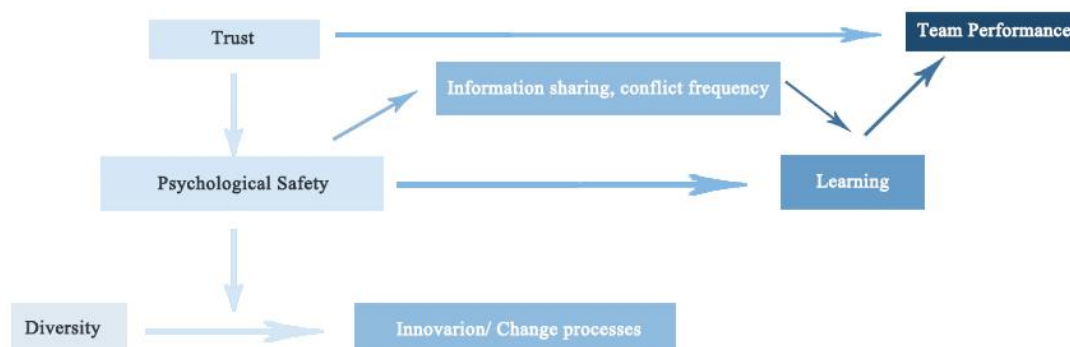 Trust
Team Performance
Information sharing, conflict frequency
Psychological Safety
Learning
Diversity
Innovarion/ Change processes